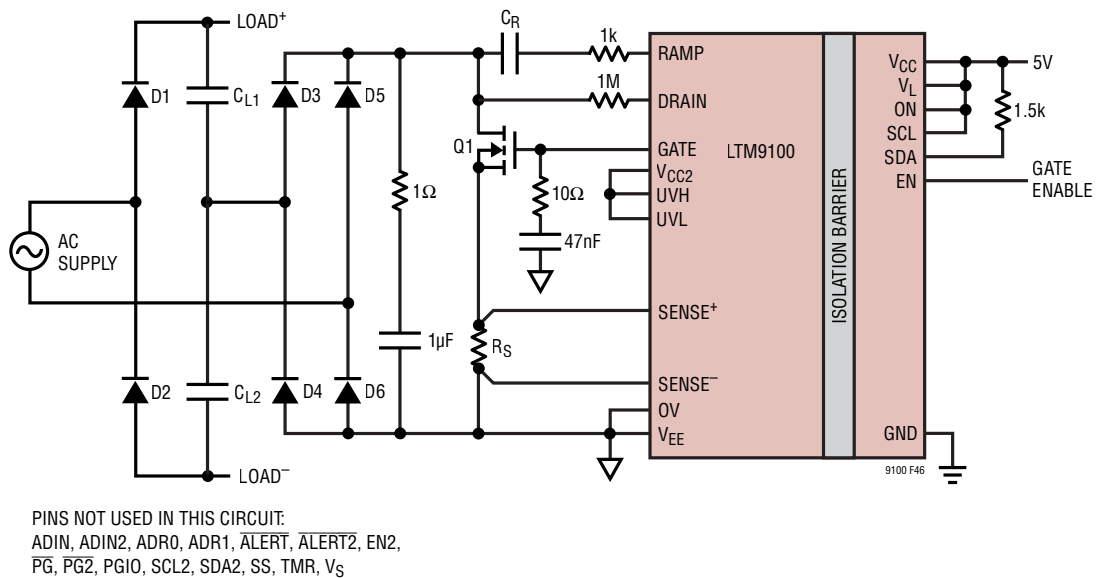 LOAD+
D1
CL1
D3
D5
AC
SUPPLY
1Ω
1µF
D2
CL2
D4
D6
LOAD–
CR
1k
1M
Q1
10Ω
47nF
RS
RAMP
DRAIN
GATE
VCC2
UVH
UVL
SENSE+
SENSE–
OV
VEE
LTM9100
ISOLATION BARRIER
VCC
VL
ON
SCL
SDA
EN
GND
5V
1.5k
GATE
ENABLE
9100 F46
PINS NOT USED IN THIS CIRCUIT:
ADIN, ADIN2, ADR0, ADR1, ALERT, ALERT2, EN2,
PG, PG2, PGIO, SCL2, SDA2, SS, TMR, VS